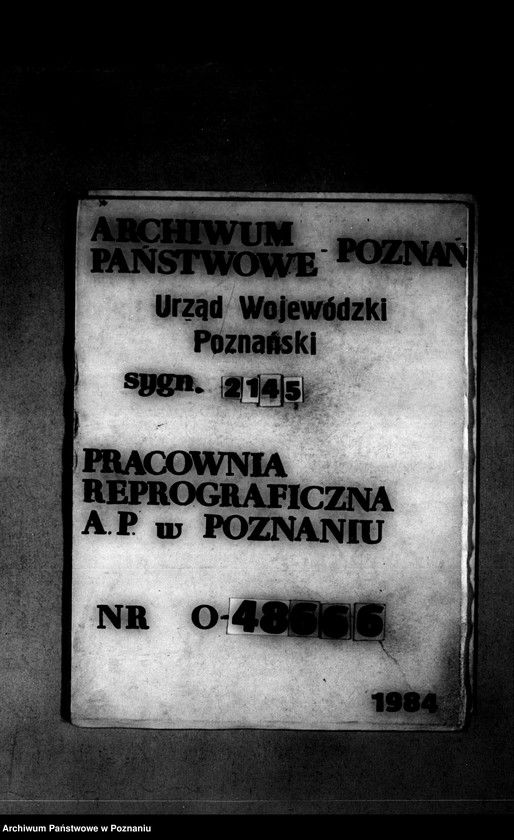 ARCHIWUM
PAŃSTWOWE - POZNAŃ
Urząd Wojewódzki
Poznański
sygn. 2145
PRACOWNIA
REPROGRAFICZNA
A. P. w POZNANIU
NR O-48666
1984
Archiwum Państwowe w Poznaniu